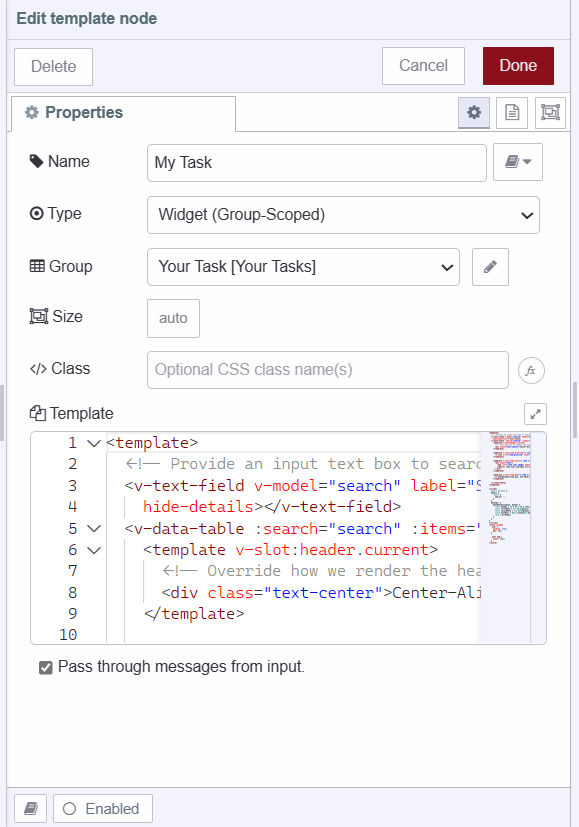 Edit template node
Delete
Cancel
Done
Properties
Name
My Task
Type
Widget (Group-Scoped)
Group
Your Task [Your Tasks]
Size
auto
</> Class
Optional CSS class name(s)
fx
Template
1 <template>
2 <!-- Provide an input text box to searc
3 <v-text-field v-model="search" label="S
4 hide-details></v-text-field>
5 <v-data-table :search="search" :items="
6 <template v-slot:header.current>
7 <!-- Override how we render the hea
8 <div class="text-center">Center-Ali
9 </template>
10
Pass through messages from input.
Enabled